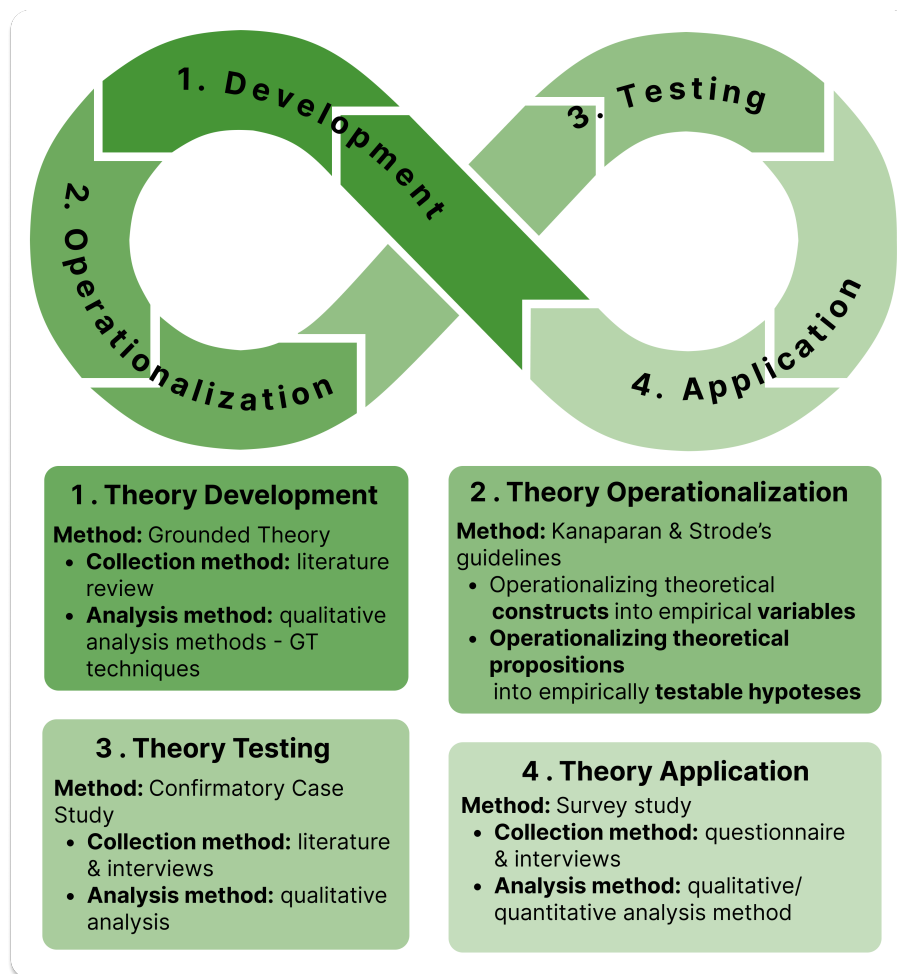 1. Development
2. Operationalization
3. Testing
4. Application
1 . Theory Development
Method: Grounded Theory
• Collection method: literature
review
• Analysis method: qualitative
analysis methods - GT
techniques
2 . Theory Operationalization
Method: Kanaparan & Strode’s
guidelines
• Operationalizing theoretical
constructs into empirical variables
• Operationalizing theoretical
propositions
into empirically testable hypoteses
3 . Theory Testing
Method: Confirmatory Case
Study
• Collection method: literature
& interviews
• Analysis method: qualitative
analysis
4 . Theory Application
Method: Survey study
• Collection method: questionnaire
& interviews
• Analysis method: qualitative/
quantitative analysis method